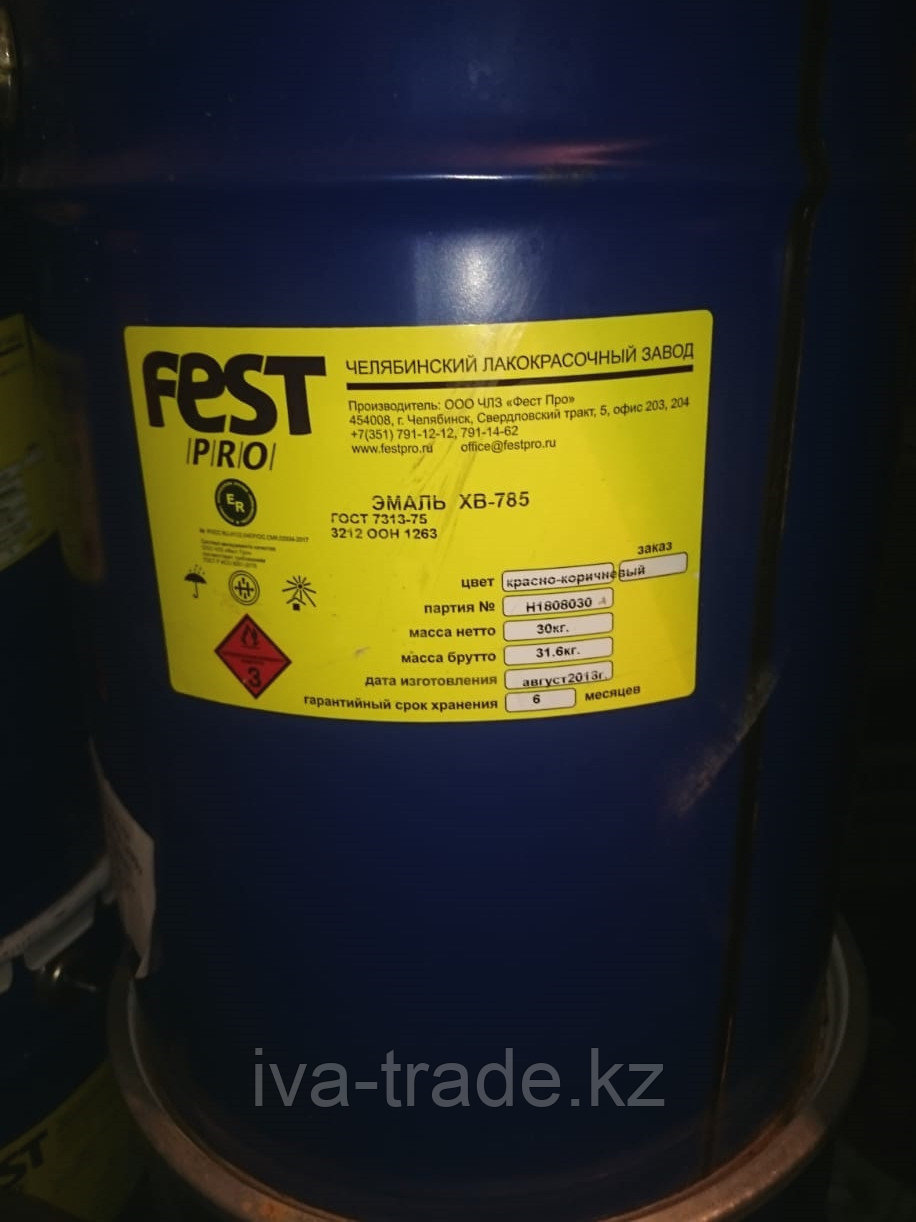 FEST
PRO
ЧЕЛЯБИНСКИЙ ЛАКОКРАСОЧНЫЙ ЗАВОД
Производитель: ООО ЧЛЗ «Фест Про»
454008, г. Челябинск, Свердловский тракт, 5, офис 203, 204
+7(351) 791-12-12, 791-14-62
www.festpro.ru office@festpro.ru
ER
ЭМАЛЬ ХВ-785
ГОСТ 7313-75
3212 ООН 1263
заказ
цвет красно-коричневый
партия № Н1808030 А
масса нетто 30кг.
масса брутто 31.6кг.
дата изготовления август2018г.
гарантийный срок хранения 6 месяцев
3
iva-trade.kz
ST